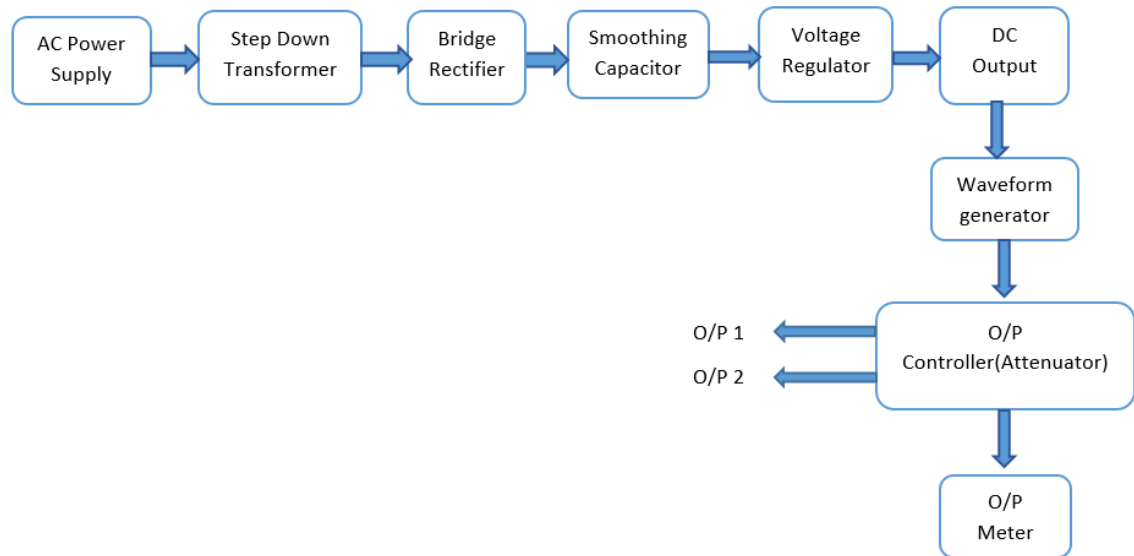 AC Power
Supply
Step Down
Transformer
Bridge
Rectifier
Smoothing
Capacitor
Voltage
Regulator
DC
Output
Waveform
generator
O/P
Controller(Attenuator)
O/P 1
O/P 2
O/P
Meter